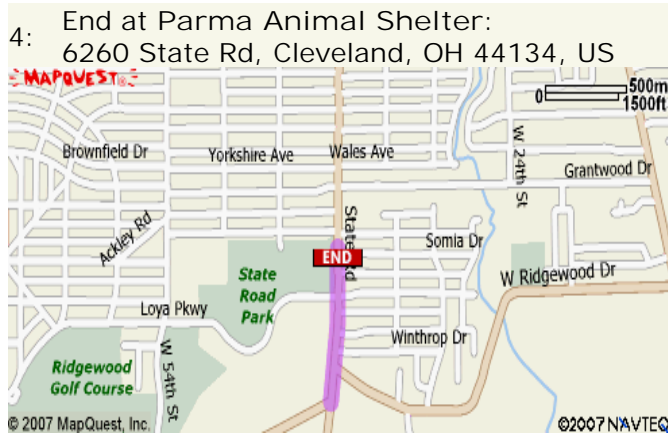 4:
End at Parma Animal Shelter:
6260 State Rd, Cleveland, OH 44134, US
MAPQUEST®
0
500m
1500ft
Brownfield Dr
Yorkshire Ave
Wales Ave
W 24th St
Grantwood Dr
Ackley Rd
State Rd
Somia Dr
END
State
Road
Park
W Ridgewood Dr
Loya Pkwy
Winthrop Dr
W 54th St
Ridgewood
Golf Course
© 2007 MapQuest, Inc.
©2007 NAVTEQ